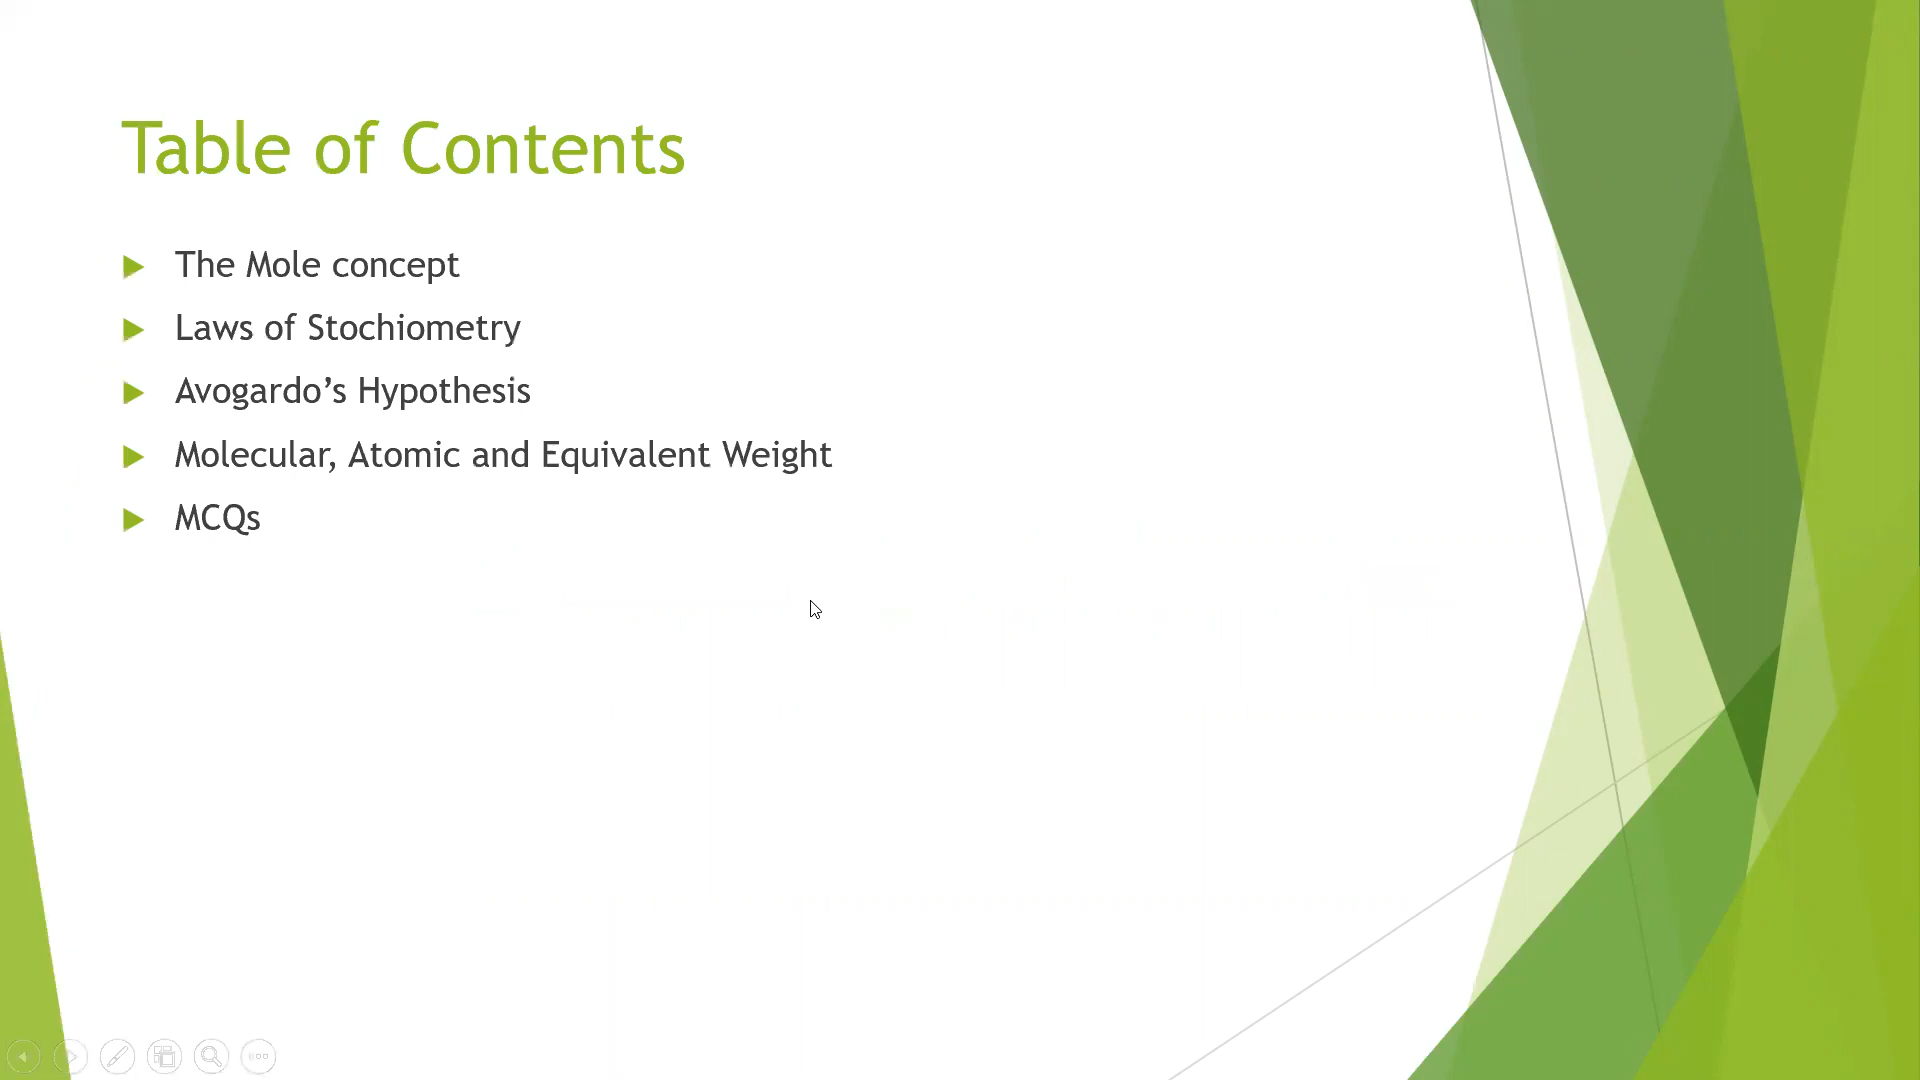 Table of Contents
The Mole concept
Laws of Stochiometry
Avogardo’s Hypothesis
Molecular, Atomic and Equivalent Weight
MCQs